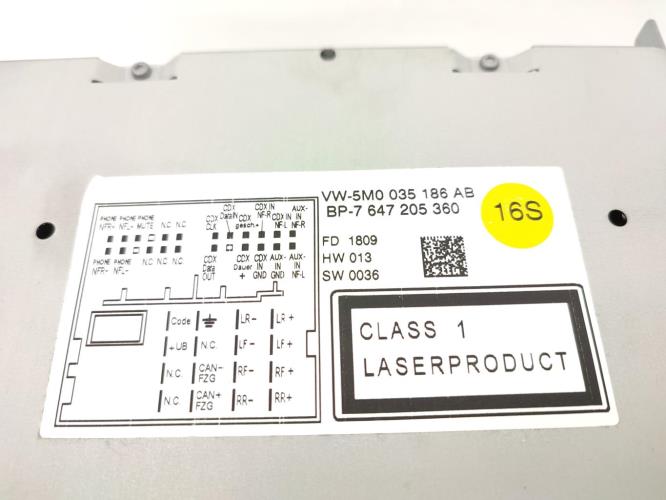 VW-5M0 035 186 AB
BP-7 647 205 360
16S
FD 1809
HW 013
SW 0036
CLASS 1
LASERPRODUCT
PHONE PHONE PHONE
NFR- NFL- MUTE N.C. N.C.
CDX CLK
CDX DataIN
gesch.+
CDX IN NF-R
CDX IN NF-L
AUX-IN NF-R
PHONE PHONE
NFR- NFL- N.C. N.C. N.C.
CDX Data OUT
CDX Dauer +
CDX IN GND
AUX-IN GND
AUX-IN NF-L
Code LR- LR+
+UB N.C. LF- LF+
N.C. CAN- FZG RF- RF+
N.C. CAN+ FZG RR- RR+